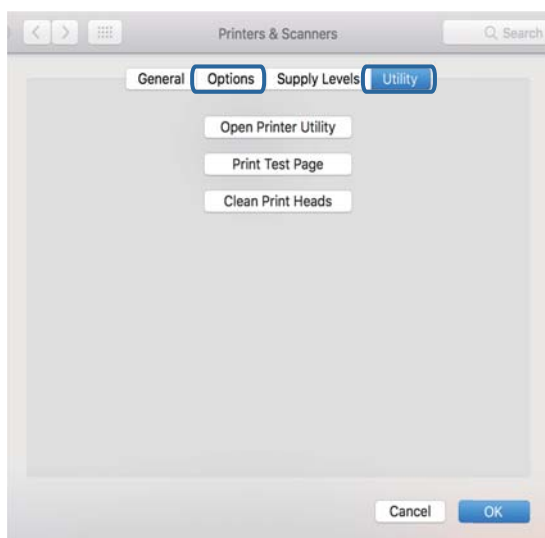 Printers & Scanners
Search
General Options Supply Levels Utility
Open Printer Utility
Print Test Page
Clean Print Heads
Cancel OK